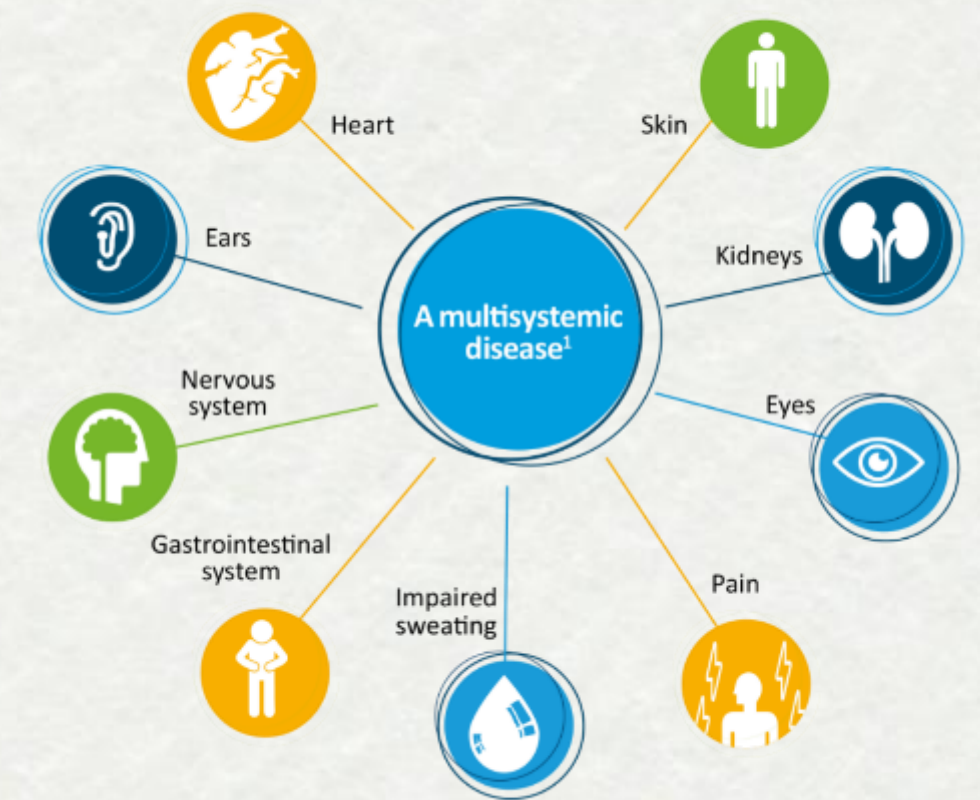 Heart
Skin
Ears
Kidneys
A multisystemic
disease¹
Nervous
system
Eyes
Gastrointestinal
system
Impaired
sweating
Pain